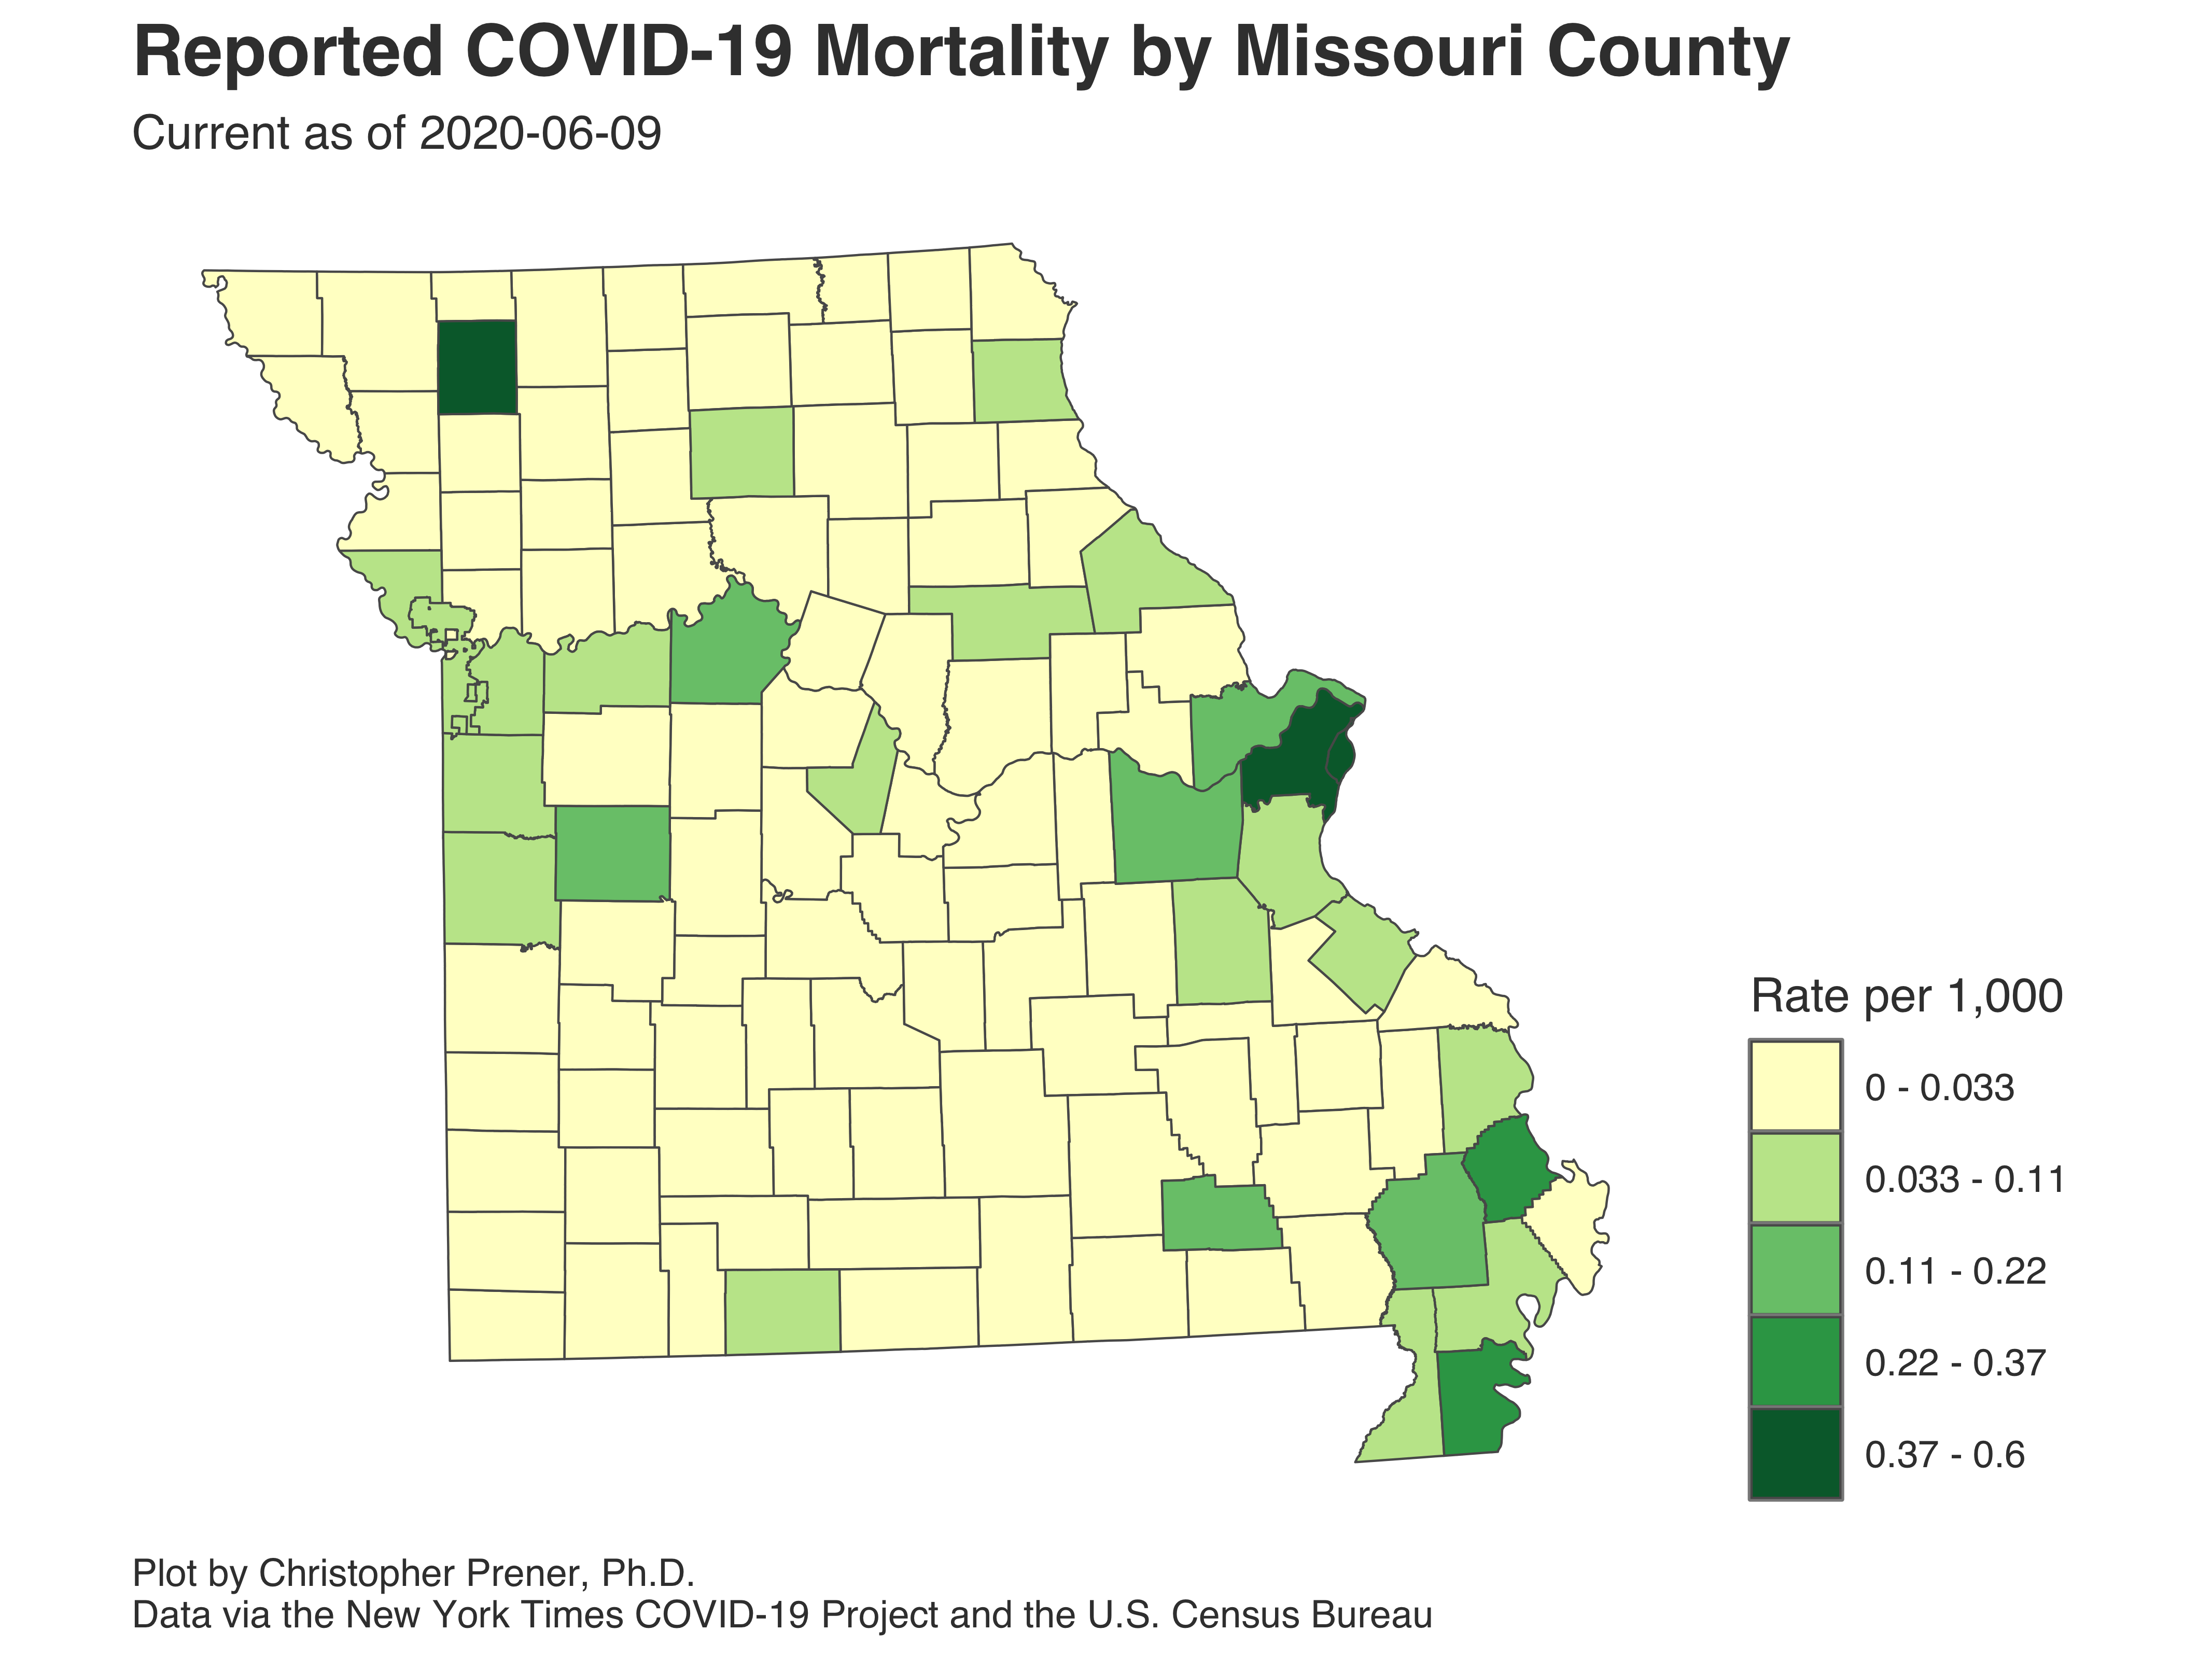 Reported COVID-19 Mortality by Missouri County
Current as of 2020-06-09
Rate per 1,000
0 - 0.033
0.033 - 0.11
0.11 - 0.22
0.22 - 0.37
0.37 - 0.6
Plot by Christopher Prener, Ph.D.
Data via the New York Times COVID-19 Project and the U.S. Census Bureau